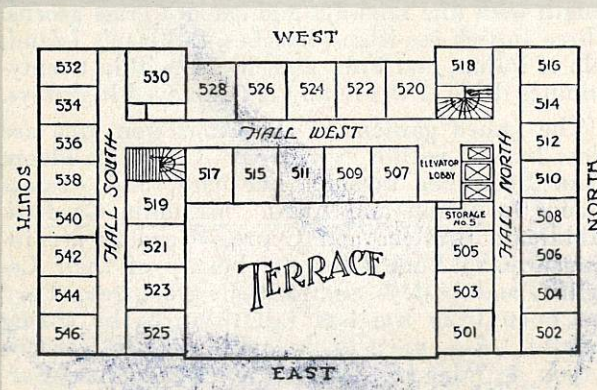 WEST
532
530
528
526
524
522
520
518
516
534
514
HALL WEST
536
512
538
517
515
511
509
507
ELEVATOR
LOBBY
510
SOUTH
HALL SOUTH
HALL NORTH
NORTH
540
519
STORAGE
NO. 5
508
542
521
TERRACE
505
506
544
523
503
504
546
525
501
502
EAST